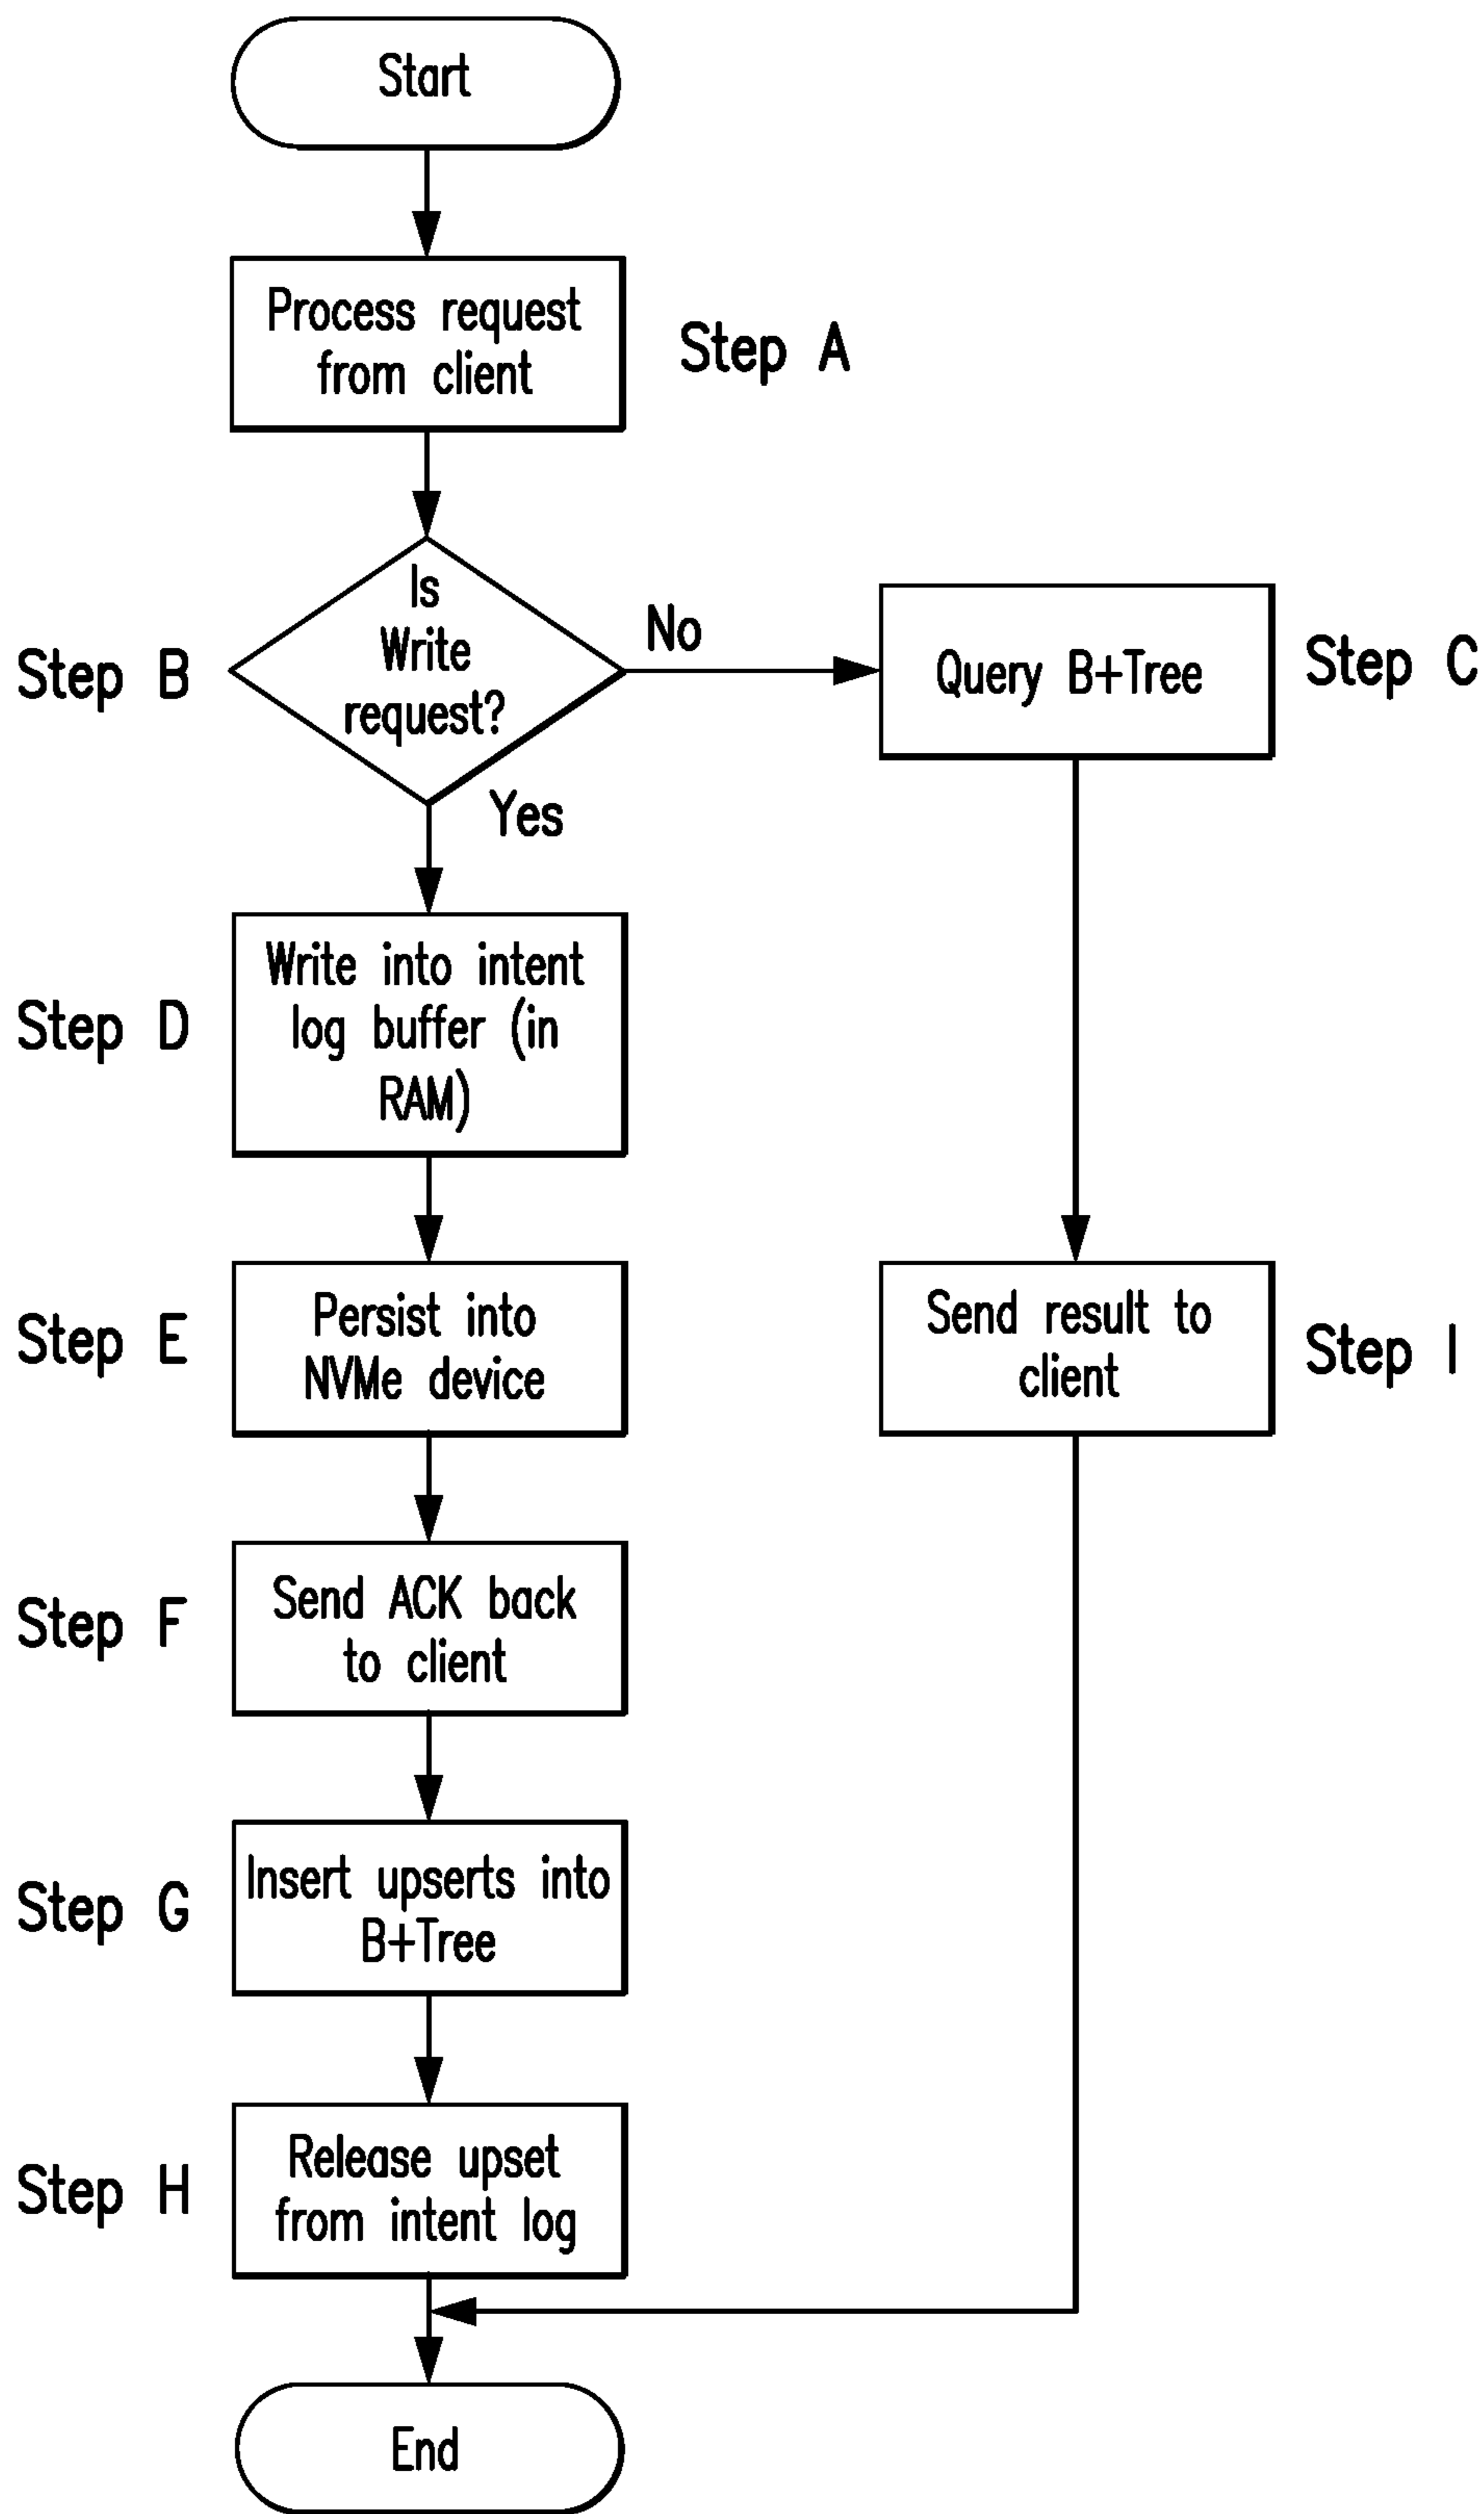 Start
Process request
from client
Step A
Is
Write
request?
Step B
No
Query B+Tree
Step C
Yes
Write into intent
log buffer (in
RAM)
Step D
Persist into
NVMe device
Step E
Send result to
client
Step I
Send ACK back
to client
Step F
Insert upserts into
B+Tree
Step G
Release upset
from intent log
Step H
End